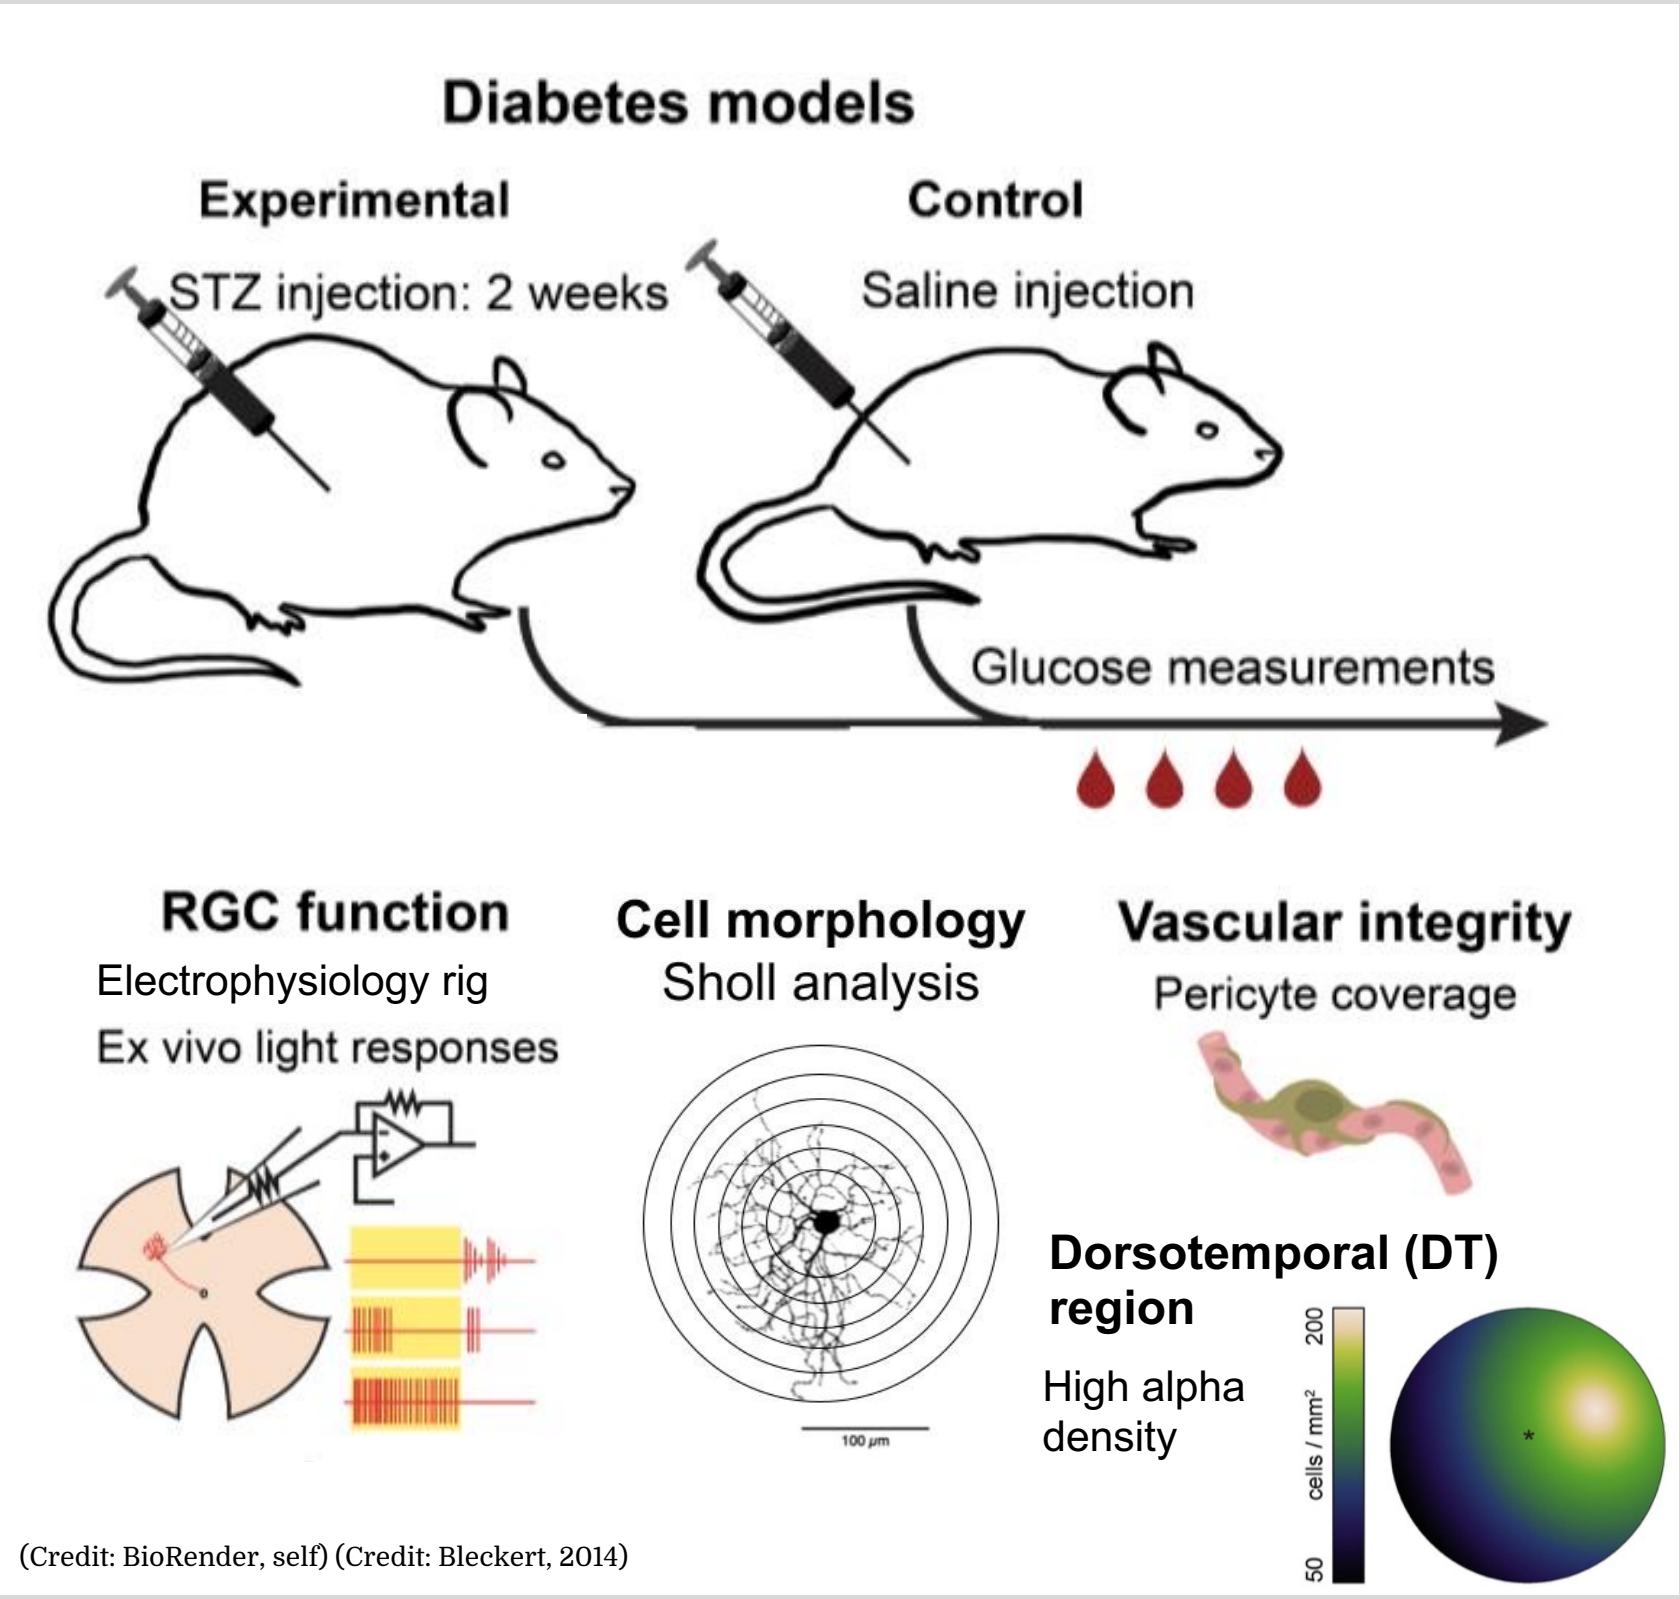 Diabetes models
Experimental
Control
STZ injection: 2 weeks
Saline injection
Glucose measurements
RGC function
Electrophysiology rig
Ex vivo light responses
Cell morphology
Sholl analysis
100 µm
Vascular integrity
Pericyte coverage
Dorsotemporal (DT)
region
High alpha
density
200
cells / mm²
50
*
(Credit: BioRender, self) (Credit: Bleckert, 2014)